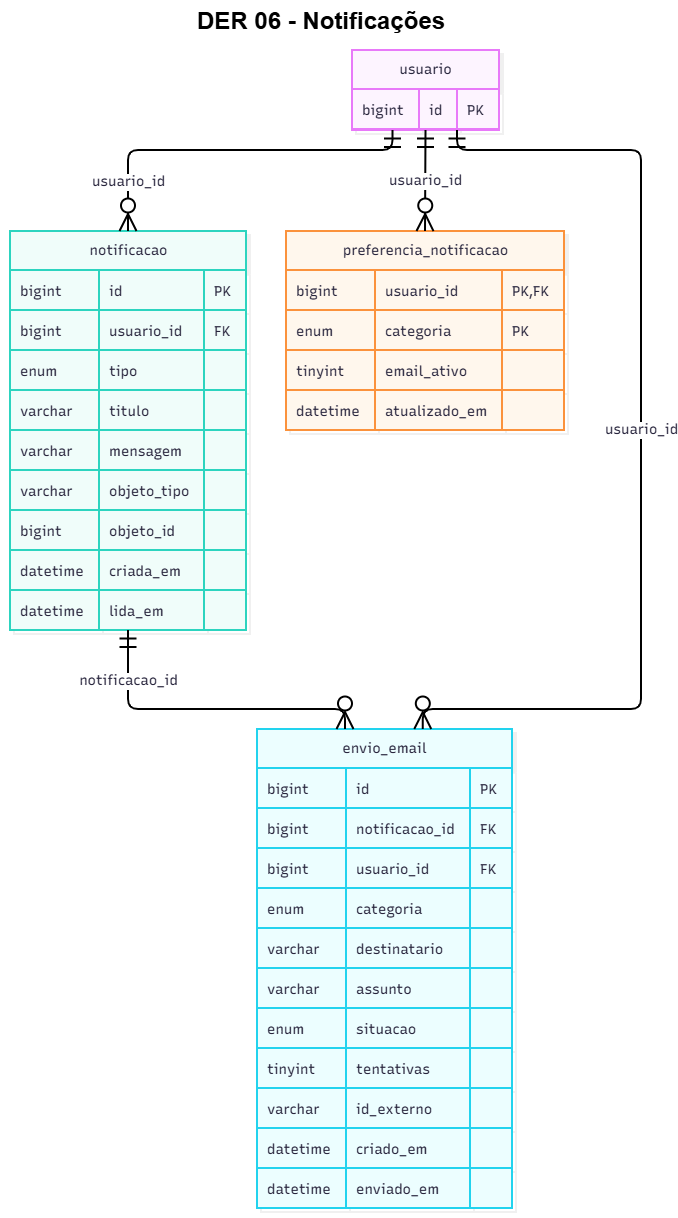 DER 06 - Notificações
usuario
bigint id PK
usuario_id
usuario_id
notificacao
bigint id PK
bigint usuario_id FK
enum tipo
varchar titulo
varchar mensagem
varchar objeto_tipo
bigint objeto_id
datetime criada_em
datetime lida_em
preferencia_notificacao
bigint usuario_id PK,FK
enum categoria PK
tinyint email_ativo
datetime atualizado_em
usuario_id
notificacao_id
envio_email
bigint id PK
bigint notificacao_id FK
bigint usuario_id FK
enum categoria
varchar destinatario
varchar assunto
enum situacao
tinyint tentativas
varchar id_externo
datetime criado_em
datetime enviado_em